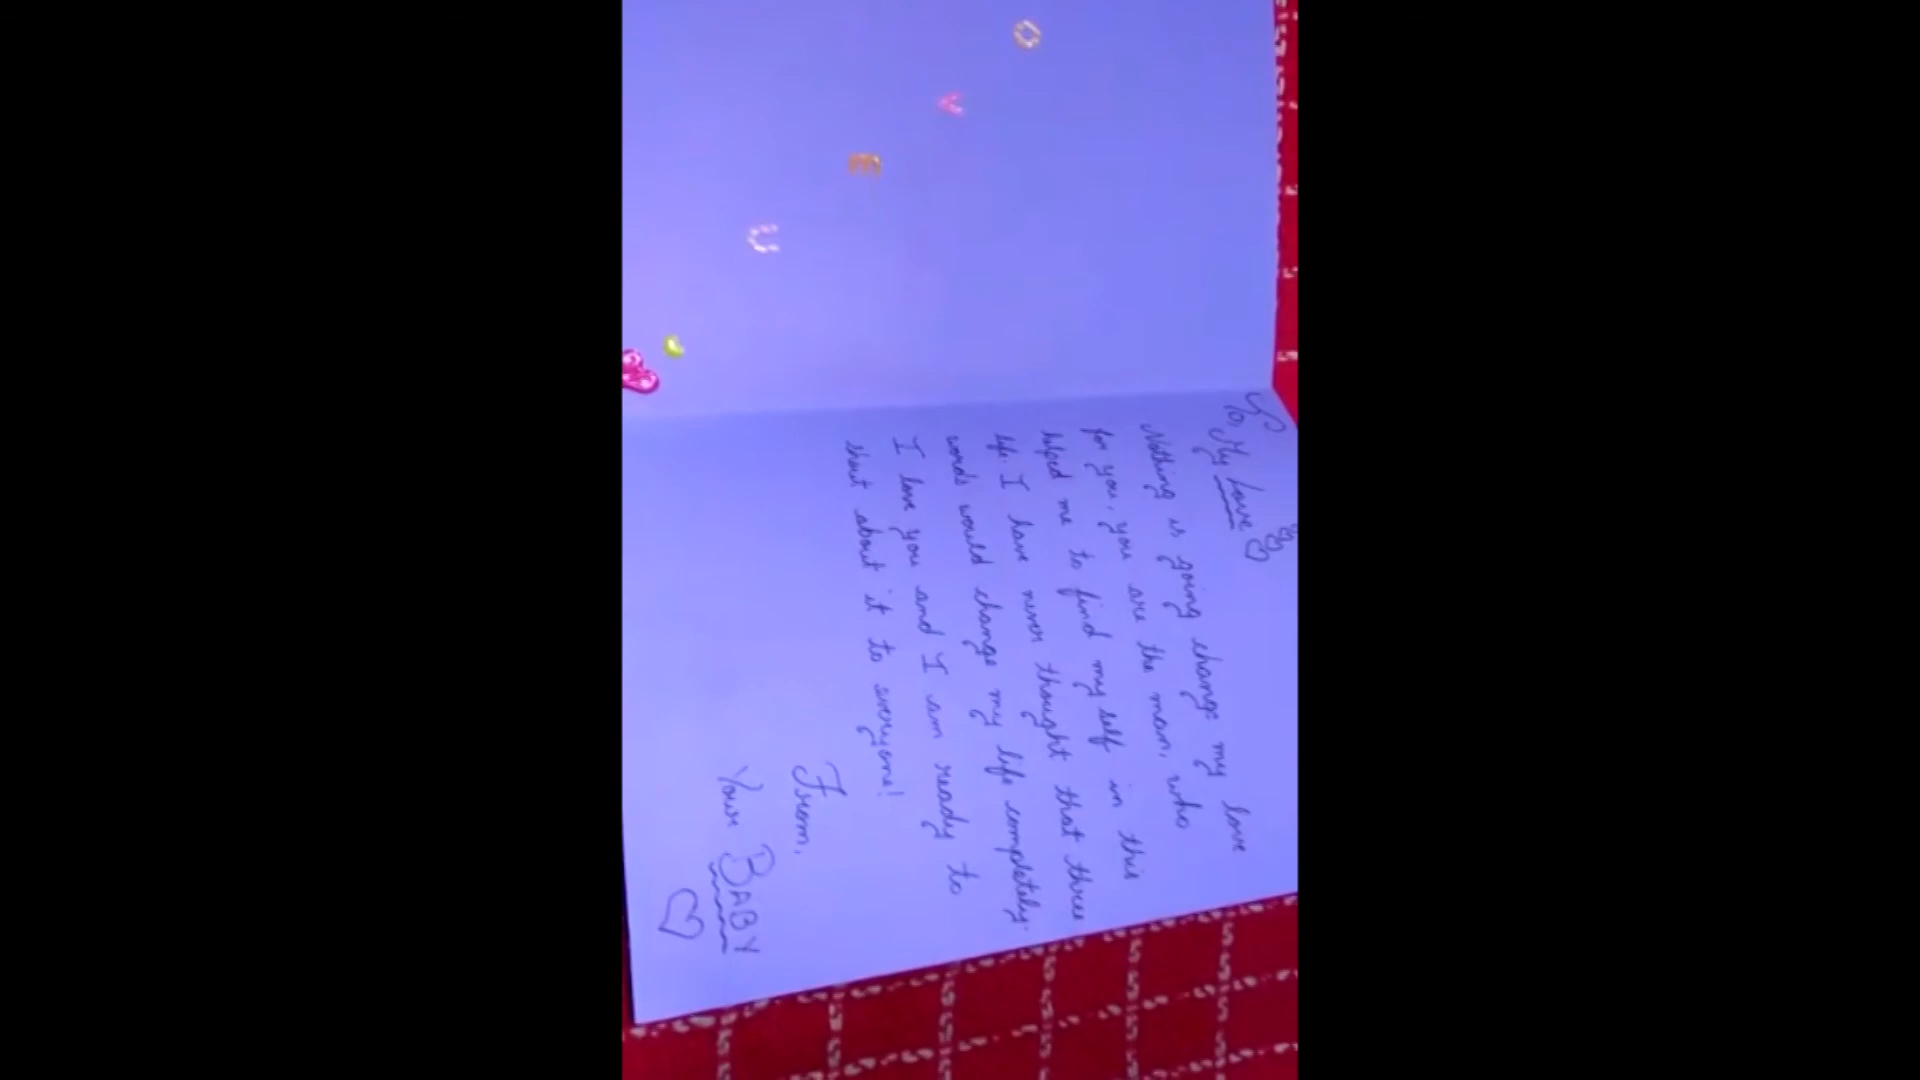 O
V
E
U
To, My Love
Nothing is going change my love
for you, you are the man, who
helped me to find my self in this
life. I have never thought that three
words would change my life completely.
I love you and I am ready to
shout about it to everyone!
From,
Your BABY